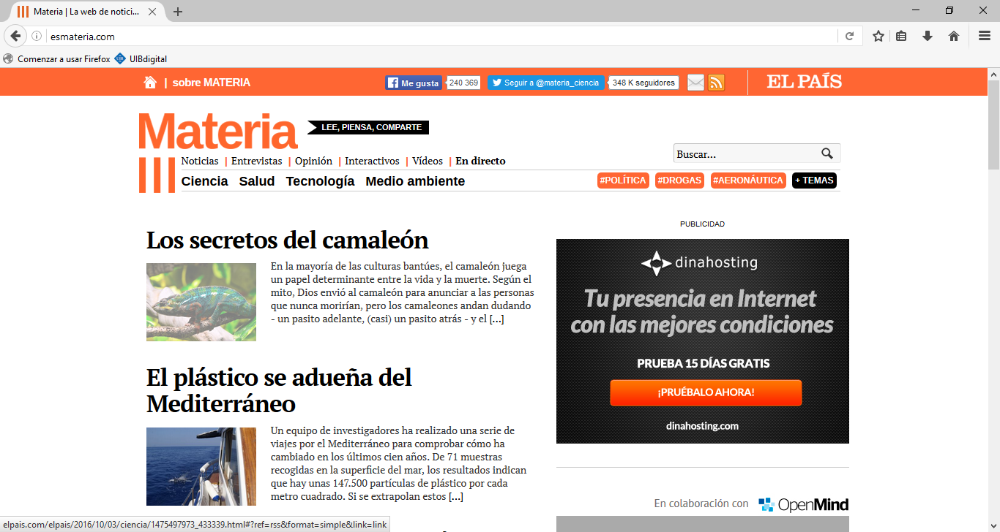 Materia | La web de notici...
esmateria.com
Comenzar a usar Firefox
UIBdigital
| sobre MATERIA
Me gusta
240 369
Seguir a @materia_ciencia
348 K seguidores
EL PAÍS
Materia
LEE, PIENSA, COMPARTE
Noticias | Entrevistas | Opinión | Interactivos | Vídeos | En directo
Buscar...
Ciencia Salud Tecnología Medio ambiente
#POLÍTICA #DROGAS #AERONÁUTICA + TEMAS
Los secretos del camaleón
En la mayoría de las culturas bantúes, el camaleón juega
un papel determinante entre la vida y la muerte. Según el
mito, Dios envió al camaleón para anunciar a las personas
que nunca morirían, pero los camaleones andan dudando
- un pasito adelante, (casi) un pasito atrás - y el [...]
El plástico se adueña del
Mediterráneo
Un equipo de investigadores ha realizado una serie de
viajes por el Mediterráneo para comprobar cómo ha
cambiado en los últimos cien años. De 71 muestras
recogidas en la superficie del mar, los resultados indican
que hay unas 147.500 partículas de plástico por cada
metro cuadrado. Si se extrapolan estos [...]
PUBLICIDAD
dinahosting
Tu presencia en Internet
con las mejores condiciones
PRUEBA 15 DÍAS GRATIS
¡PRUÉBALO AHORA!
dinahosting.com
En colaboración con
OpenMind
elpais.com/elpais/2016/10/03/ciencia/1475497973_433339.html#?ref=rss&format=simple&link=link